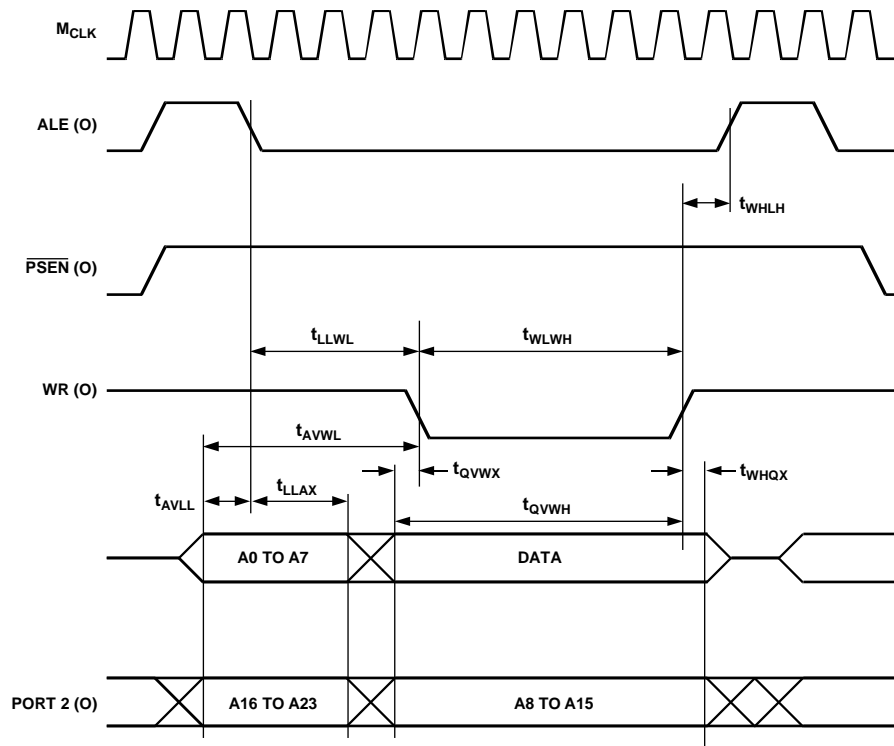 MCLK
ALE (O)
tWHLH
PSEN (O)
tLLWL
tWLWH
WR (O)
tAVWL
tQVWX
tWHQX
tAVLL
tLLAX
tQVWH
A0 TO A7
DATA
PORT 2 (O)
A16 TO A23
A8 TO A15